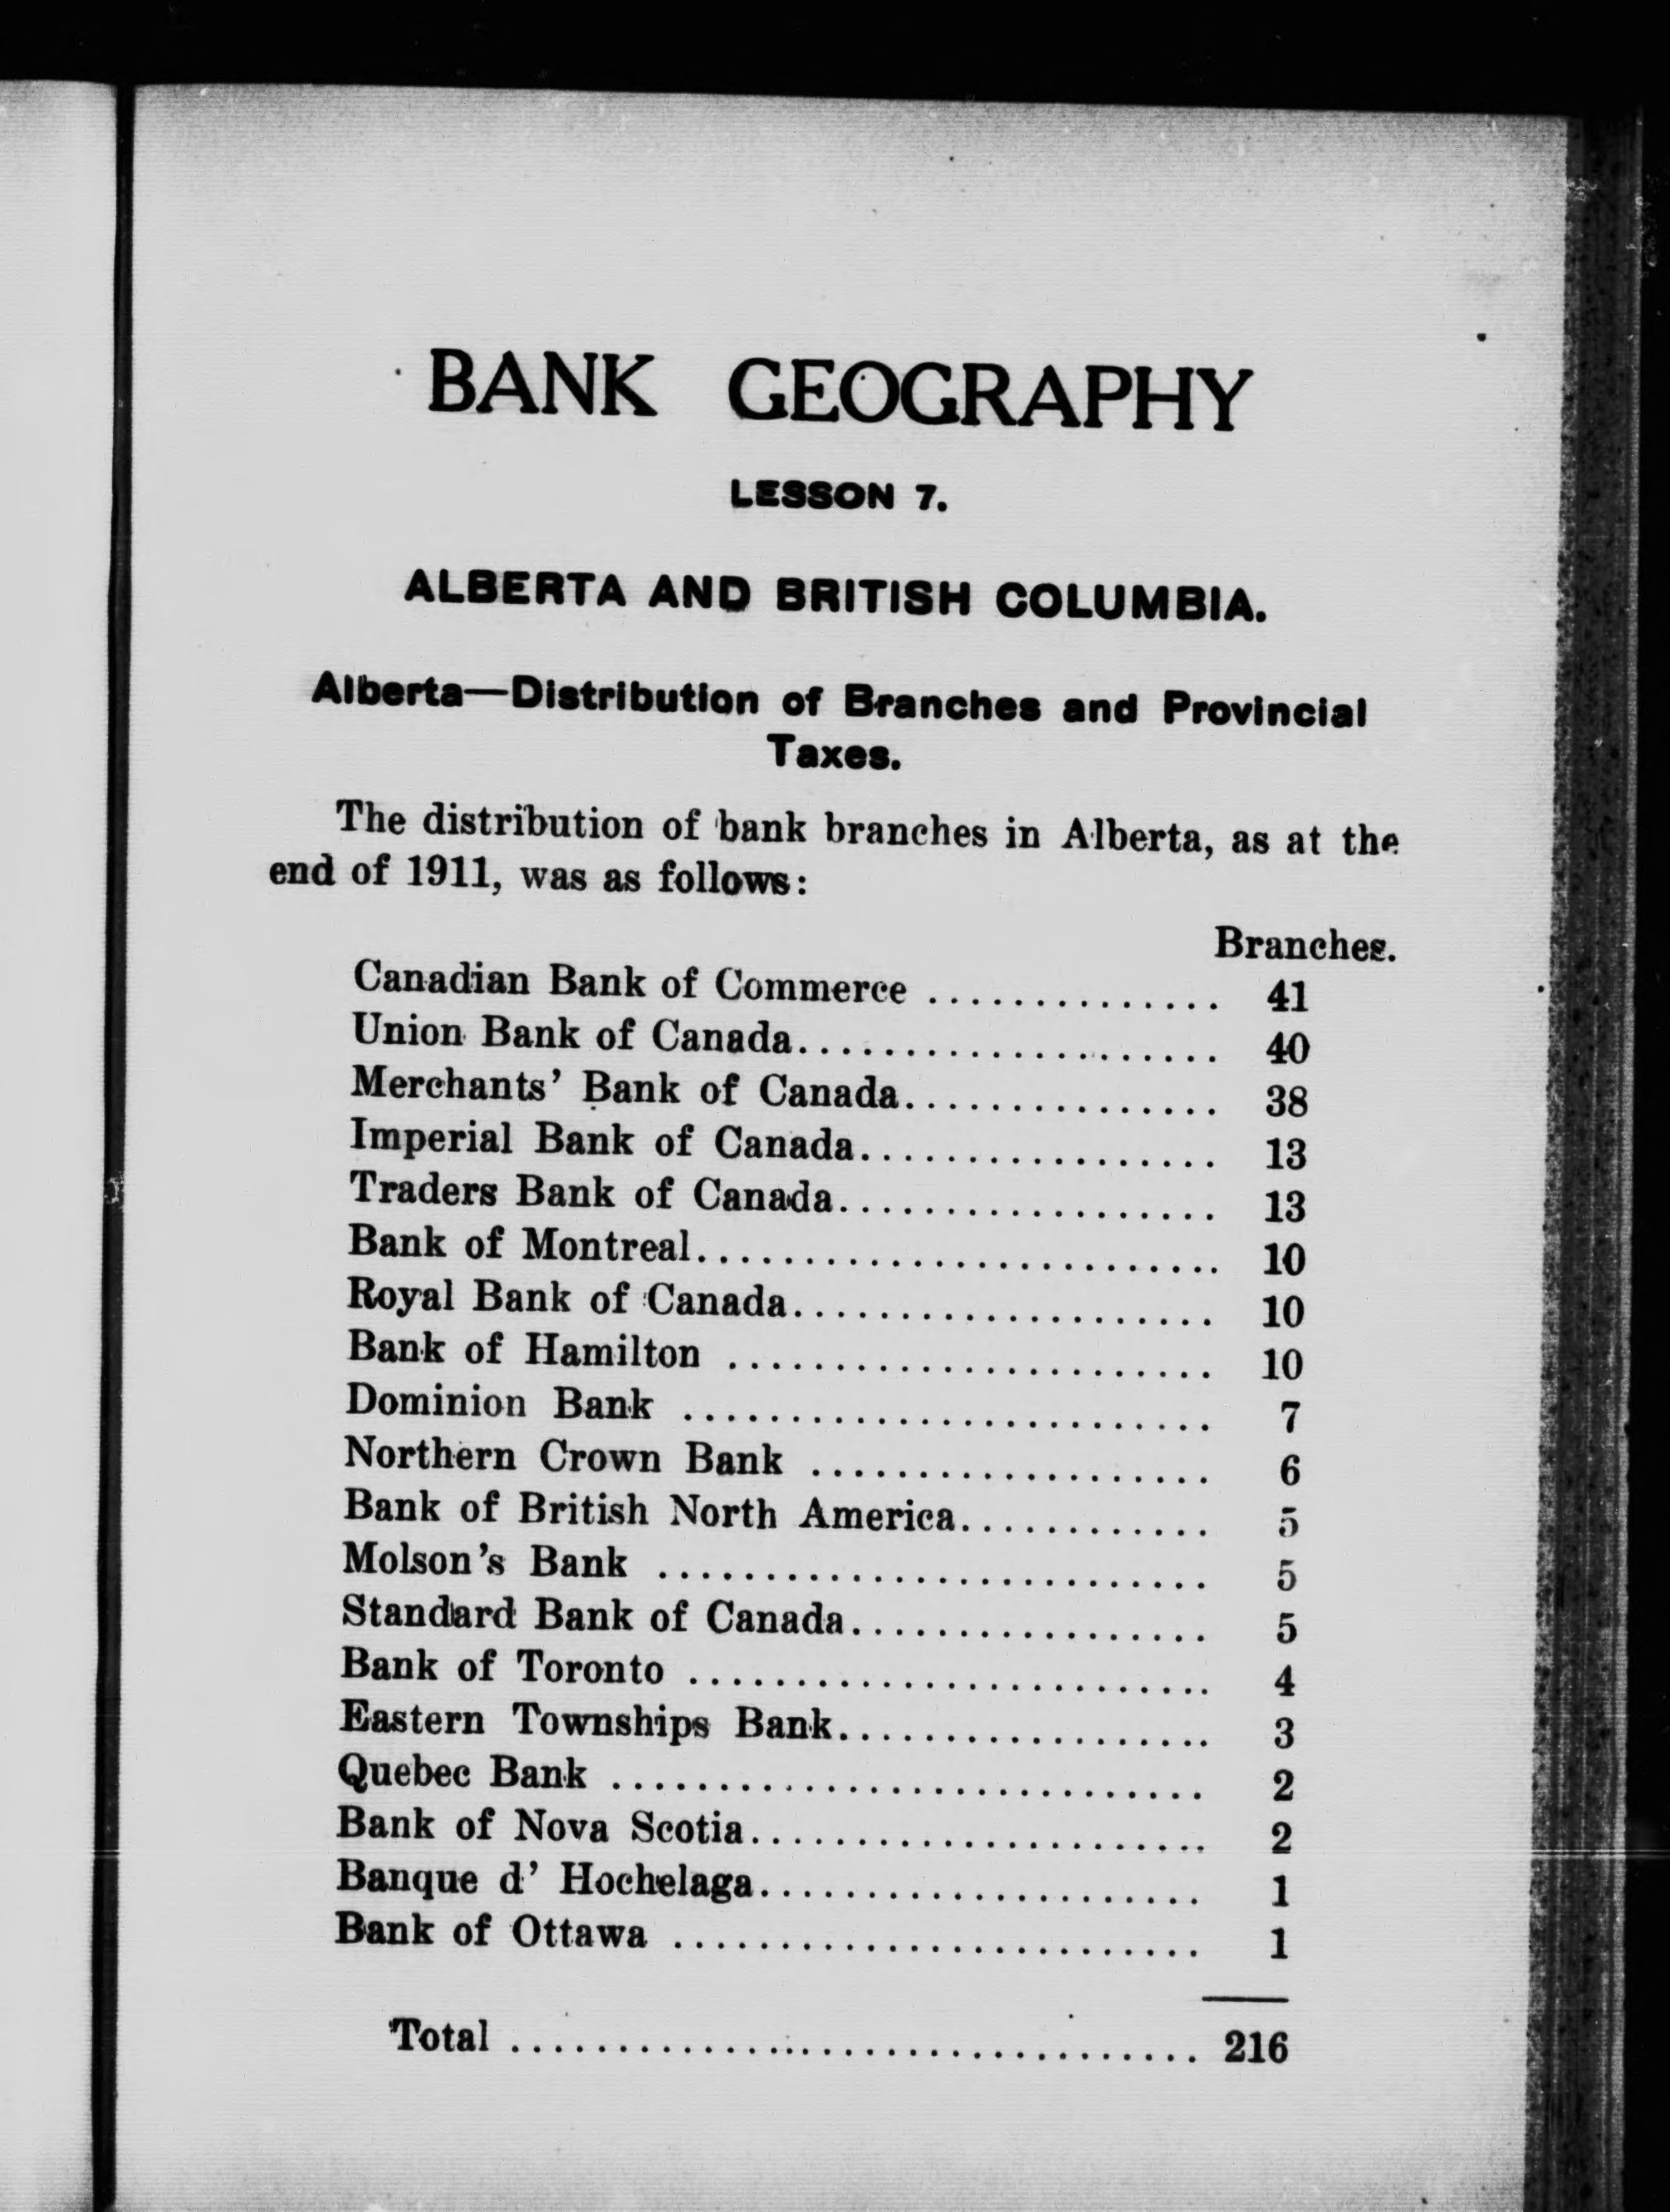 BANK GEOGRAPHY
LESSON 7.
ALBERTA AND BRITISH COLUMBIA.
Alberta—Distribution of Branches and Provincial
Taxes.
The distribution of bank branches in Alberta, as at the
end of 1911, was as follows:
Branches.
Canadian Bank of Commerce .............. 41
Union Bank of Canada.................... 40
Merchants' Bank of Canada............... 38
Imperial Bank of Canada................. 13
Traders Bank of Canada.................. 13
Bank of Montreal......................... 10
Royal Bank of Canada.................... 10
Bank of Hamilton ....................... 10
Dominion Bank ......................... 7
Northern Crown Bank ................... 6
Bank of British North America............ 5
Molson's Bank .......................... 5
Standard Bank of Canada................. 5
Bank of Toronto ......................... 4
Eastern Townships Bank.................. 3
Quebec Bank ............................ 2
Bank of Nova Scotia...................... 2
Banque d' Hochelaga..................... 1
Bank of Ottawa ......................... 1
Total ................................. 216